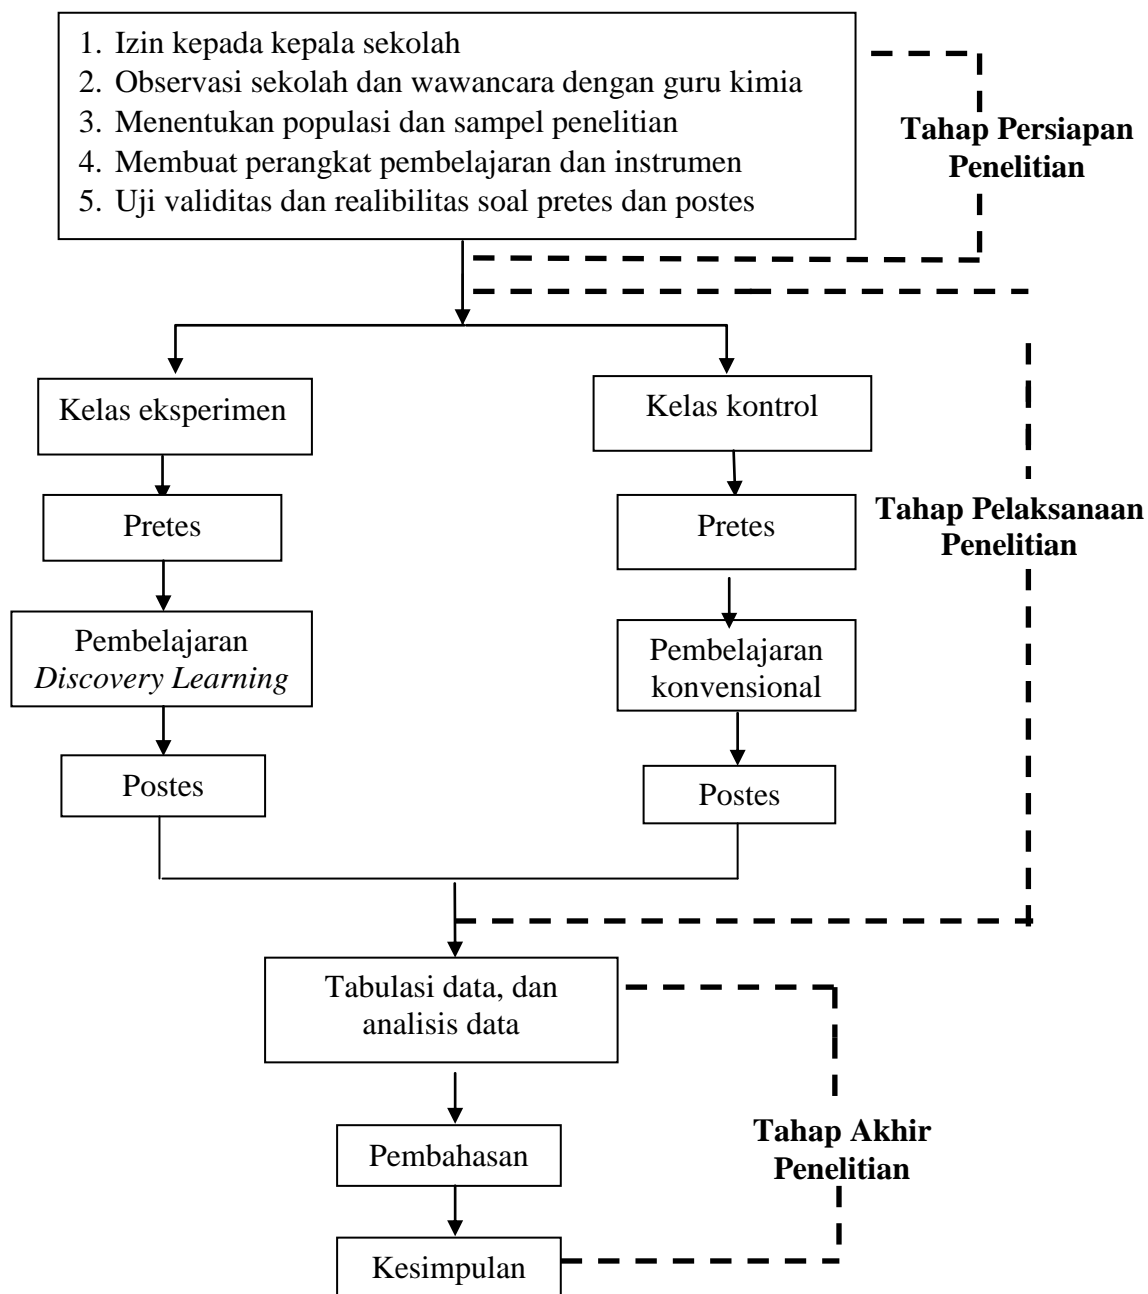 1. Izin kepada kepala sekolah
2. Observasi sekolah dan wawancara dengan guru kimia
3. Menentukan populasi dan sampel penelitian
4. Membuat perangkat pembelajaran dan instrumen
5. Uji validitas dan realibilitas soal pretes dan postes
Tahap Persiapan
Penelitian
Kelas eksperimen
Pretes
Pembelajaran
Discovery Learning
Postes
Kelas kontrol
Pretes
Pembelajaran
konvensional
Postes
Tahap Pelaksanaan
Penelitian
Tabulasi data, dan
analisis data
Pembahasan
Kesimpulan
Tahap Akhir
Penelitian